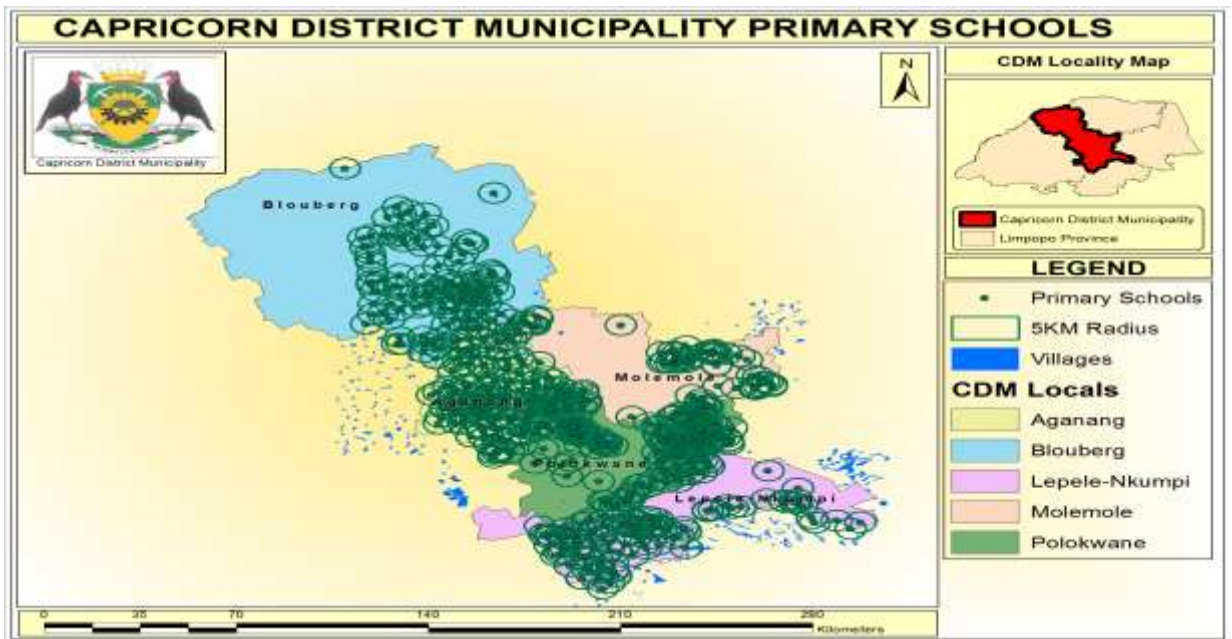 CAPRICORN DISTRICT MUNICIPALITY PRIMARY SCHOOLS
Capricorn District Municipality
N
Blouberg
Molemole
Aganang
Polokwane
Lepele-Nkumpi
0 35 70 140 210 280
Kilometers
CDM Locality Map
Capricorn District Municipality
Limpopo Province
LEGEND
Primary Schools
5KM Radius
Villages
CDM Locals
Aganang
Blouberg
Lepele-Nkumpi
Molemole
Polokwane